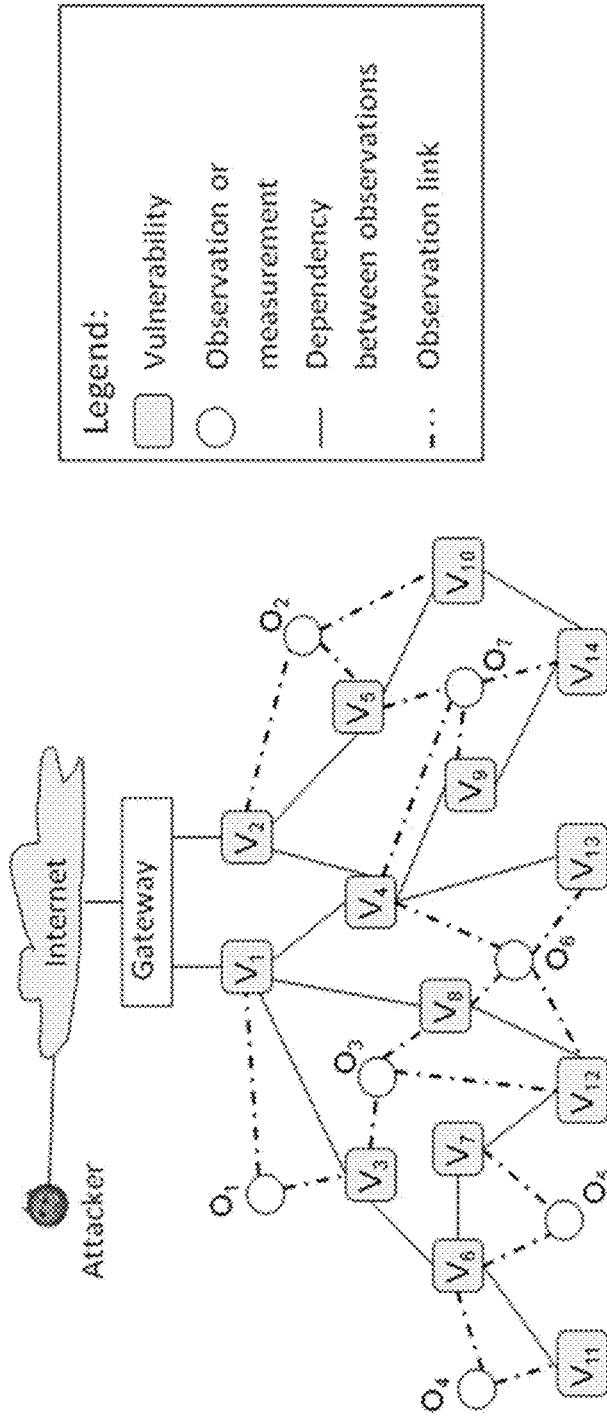 Attacker
Internet
Gateway
V₁
V₂
O₁
O₂
V₃
O₃
V₄
V₅
O₄
V₆
V₇
V₈
V₉
O₇
V₁₀
O₅
O₆
V₁₁
V₁₂
V₁₃
V₁₄
Legend:
Vulnerability
Observation or
measurement
Dependency
between observations
Observation link